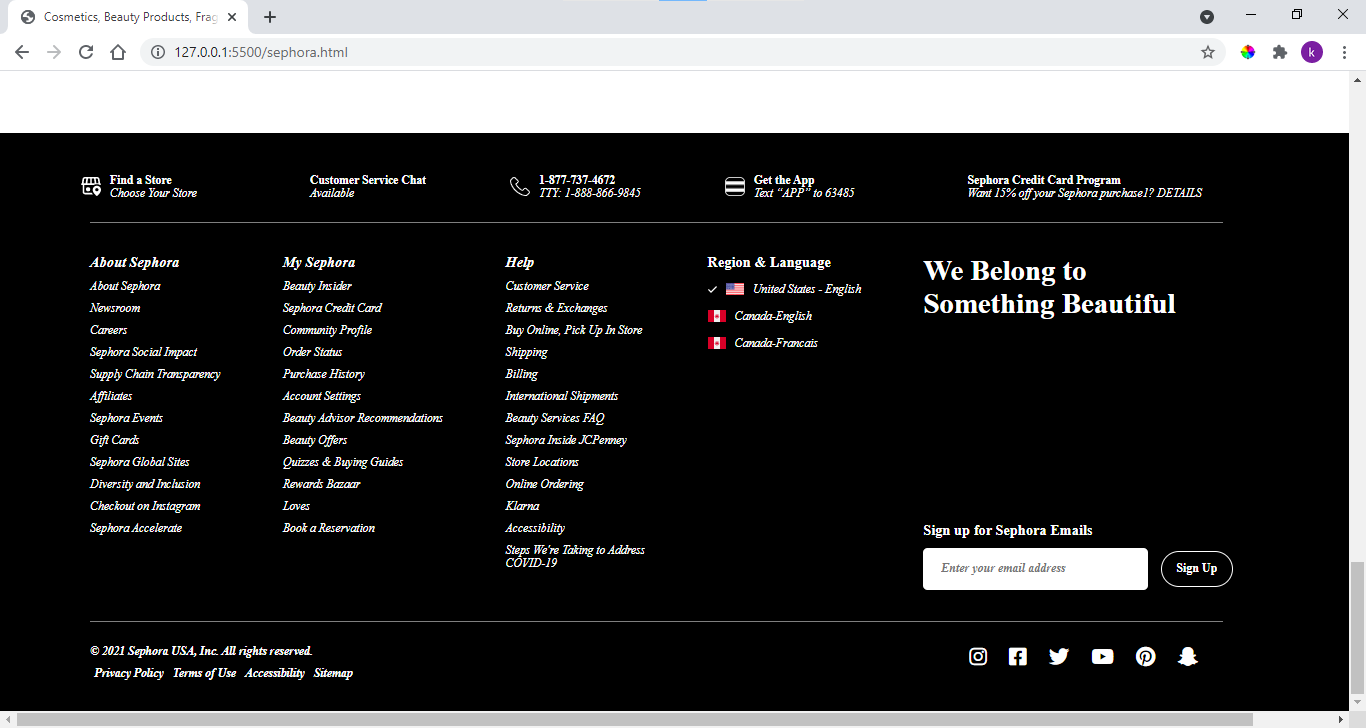 Cosmetics, Beauty Products, Frag
127.0.0.1:5500/sephora.html
k
Find a Store
Choose Your Store
Customer Service Chat
Available
1-877-737-4672
TTY: 1-888-866-9845
Get the App
Text “APP” to 63485
Sephora Credit Card Program
Want 15% off your Sephora purchase1? DETAILS
About Sephora
About Sephora
Newsroom
Careers
Sephora Social Impact
Supply Chain Transparency
Affiliates
Sephora Events
Gift Cards
Sephora Global Sites
Diversity and Inclusion
Checkout on Instagram
Sephora Accelerate
My Sephora
Beauty Insider
Sephora Credit Card
Community Profile
Order Status
Purchase History
Account Settings
Beauty Advisor Recommendations
Beauty Offers
Quizzes & Buying Guides
Rewards Bazaar
Loves
Book a Reservation
Help
Customer Service
Returns & Exchanges
Buy Online, Pick Up In Store
Shipping
Billing
International Shipments
Beauty Services FAQ
Sephora Inside JCPenney
Store Locations
Online Ordering
Klarna
Accessibility
Steps We're Taking to Address
COVID-19
Region & Language
United States - English
Canada-English
Canada-Francais
We Belong to
Something Beautiful
Sign up for Sephora Emails
Enter your email address
Sign Up
© 2021 Sephora USA, Inc. All rights reserved.
Privacy Policy Terms of Use Accessibility Sitemap